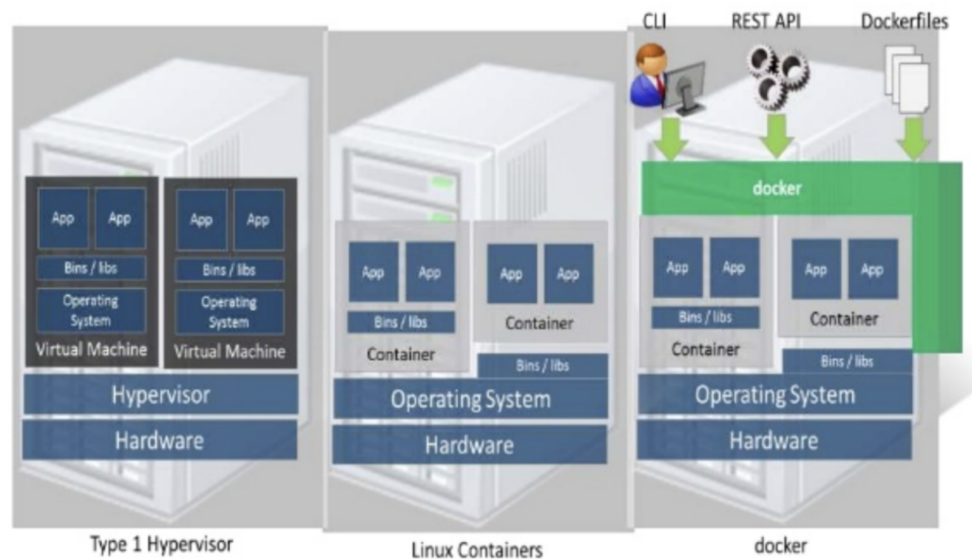 CLI
REST API
Dockerfiles
docker
App App
Bins / libs
Operating
System
Virtual Machine
App App
Bins / libs
Operating
System
Virtual Machine
Hypervisor
Hardware
Type 1 Hypervisor
App App
Bins / libs
Container
App App
Container
Bins / libs
Operating System
Hardware
Linux Containers
App App
Bins / libs
Container
App App
Container
Bins / libs
Operating System
Hardware
docker